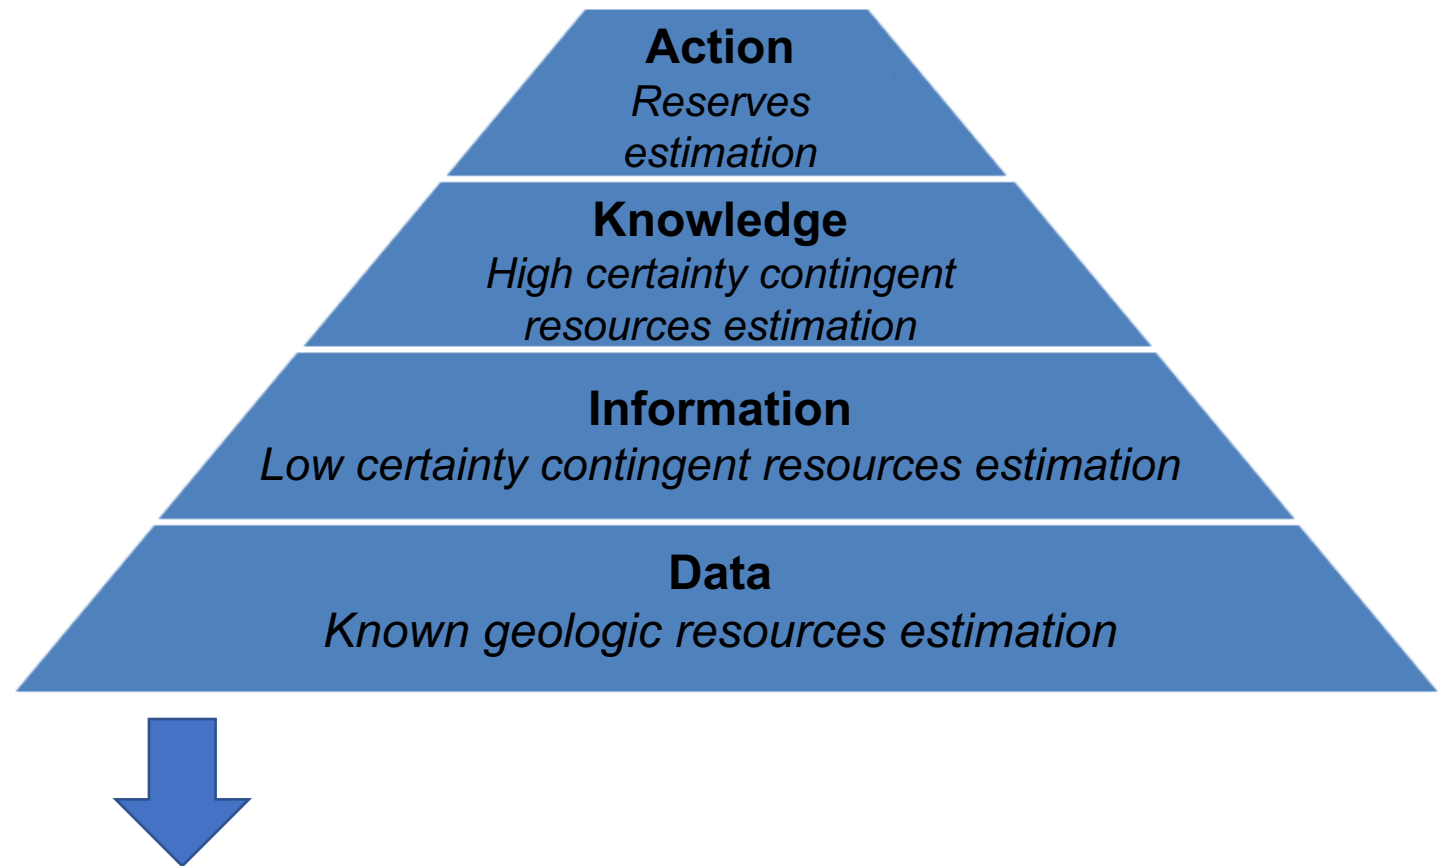 Action
Reserves
estimation
Knowledge
High certainty contingent
resources estimation
Information
Low certainty contingent resources estimation
Data
Known geologic resources estimation